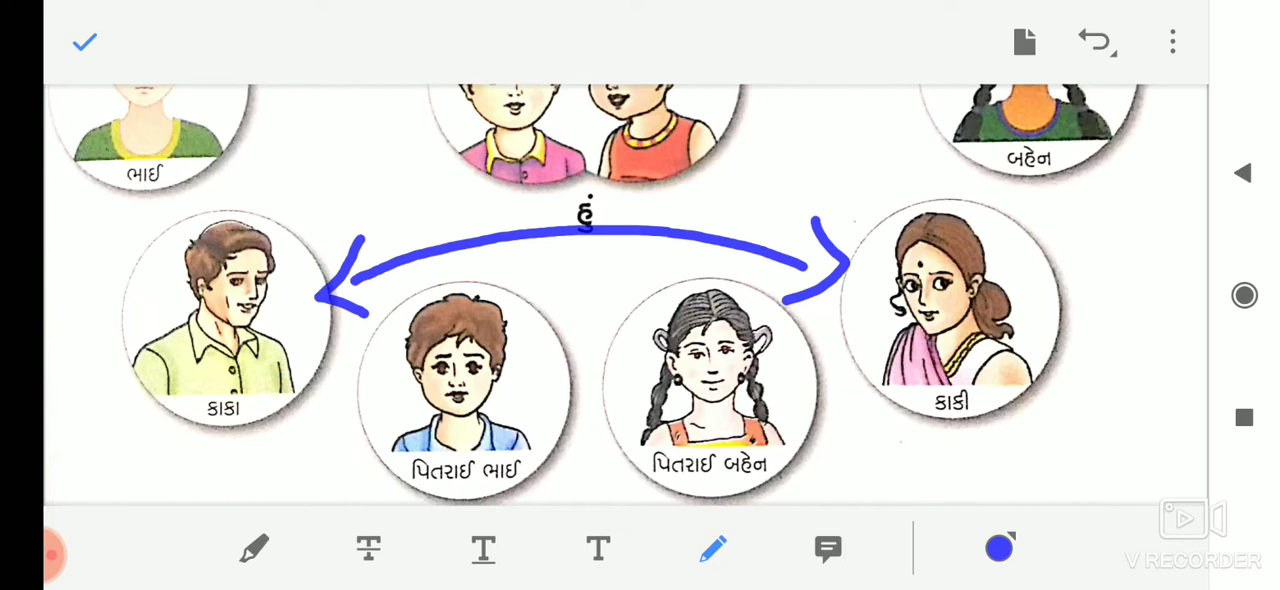 ભાઈ
બહેન
હું
કાકા
કાકી
પિતરાઈ ભાઈ
પિતરાઈ બહેન
T
T
T
V RECORDER